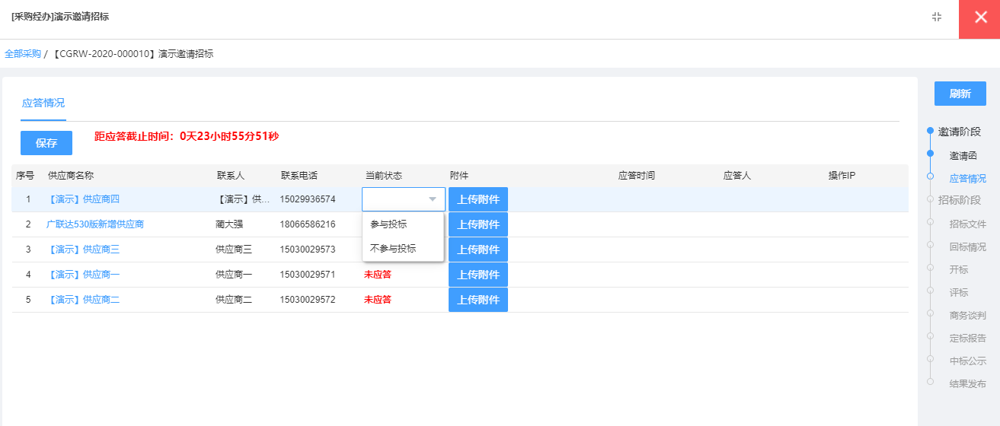 [采购经办]演示邀请招标
全部采购 / 【CGRW-2020-000010】演示邀请招标
应答情况
保存 距应答截止时间：0天23小时55分51秒
序号 供应商名称 联系人 联系电话 当前状态 附件 应答时间 应答人 操作IP
1 【演示】供应商四 【演示】供... 15029936574 上传附件
2 广联达530版新增供应商 蔺大强 18066586216 上传附件
参与投标
3 【演示】供应商三 供应商三 15030029573 上传附件
不参与投标
4 【演示】供应商一 供应商一 15030029571 未应答 上传附件
5 【演示】供应商二 供应商二 15030029572 未应答 上传附件
刷新
邀请阶段
邀请函
应答情况
招标阶段
招标文件
回标情况
开标
评标
商务谈判
定标报告
中标公示
结果发布